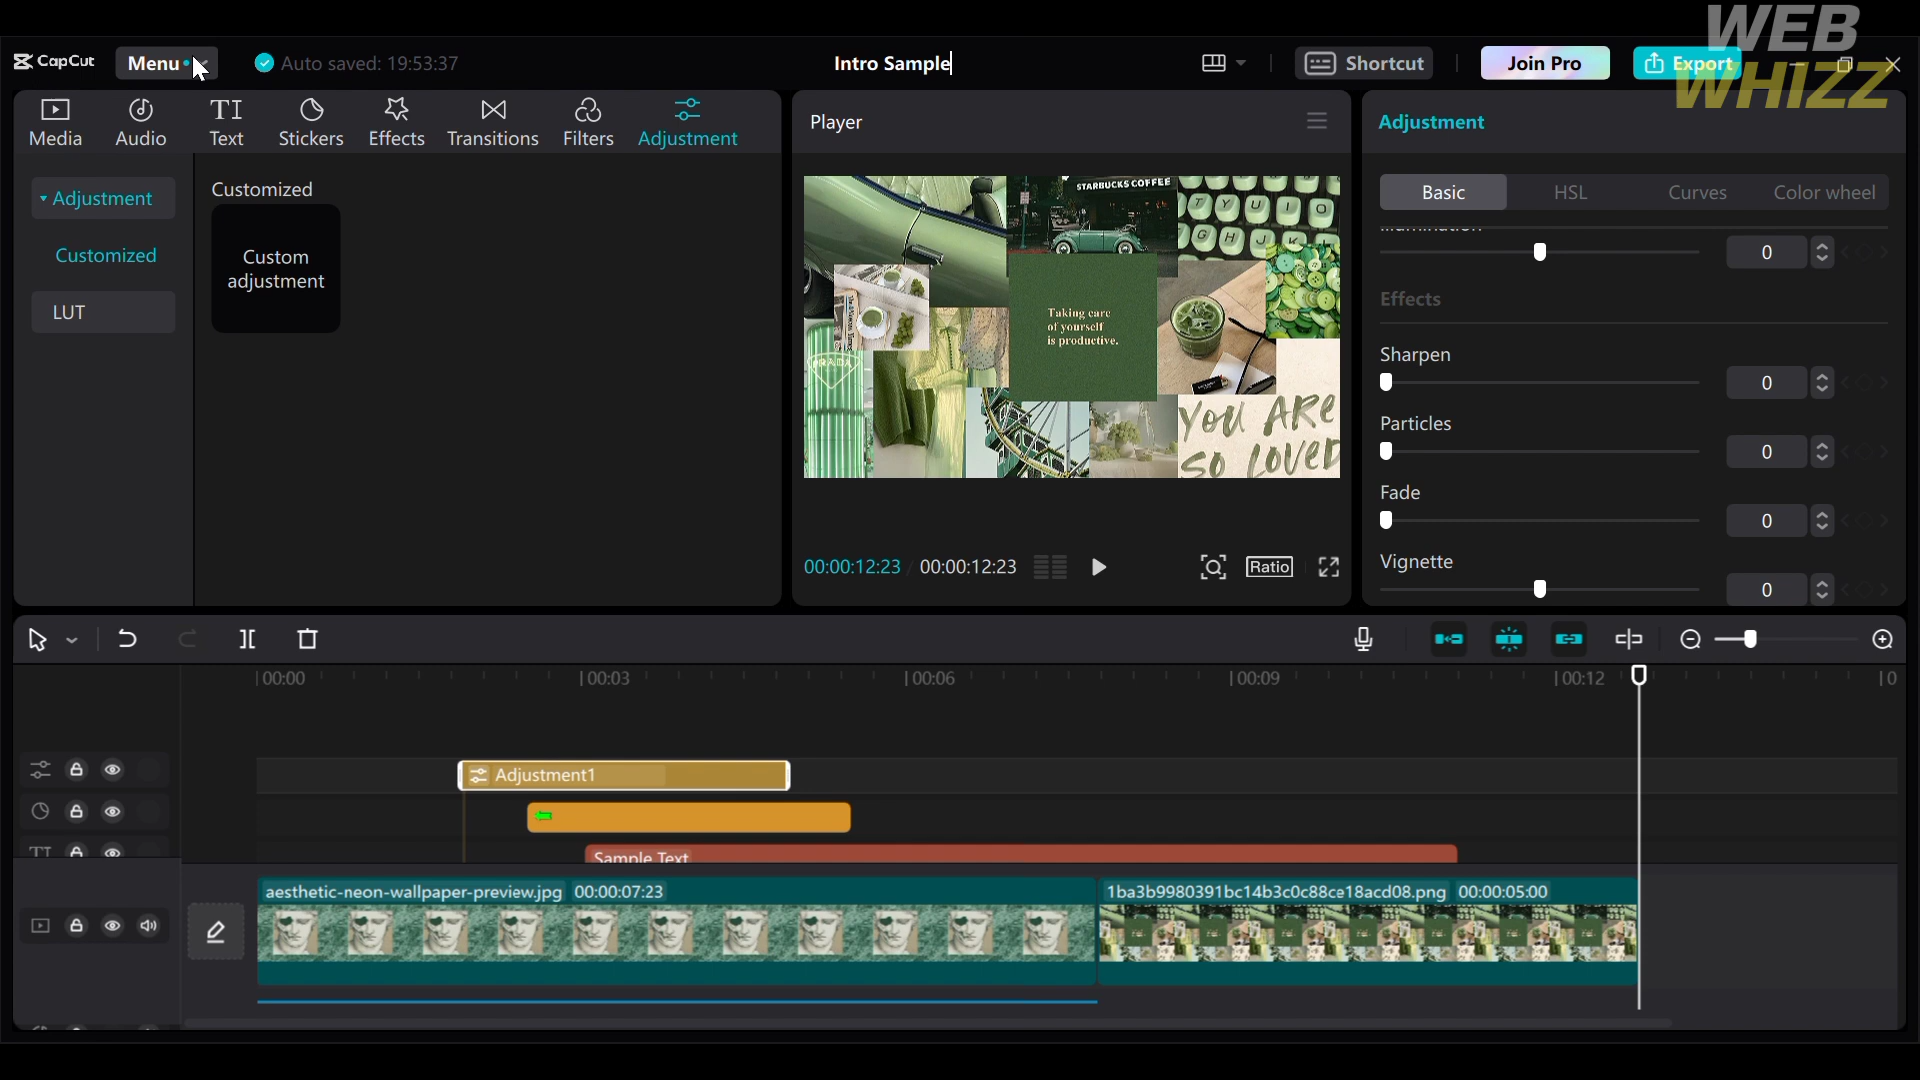 WEB
WHIZZ
CapCut
Menu
Auto saved: 19:53:37
Intro Sample
Shortcut
Join Pro
Export
Media
Audio
Text
Stickers
Effects
Transitions
Filters
Adjustment
Adjustment
Customized
LUT
Customized
Custom
adjustment
Player
STARBUCKS COFFEE
T Y U I O
G H J K
Taking care
of yourself
is productive.
PRADA
YOU ARE
SO LOVED
00:00:12:23 / 00:00:12:23
Ratio
Adjustment
Basic
HSL
Curves
Color wheel
0
Effects
Sharpen
0
Particles
0
Fade
0
Vignette
0
00:00
00:03
00:06
00:09
00:12
0
Adjustment1
Sample Text
aesthetic-neon-wallpaper-preview.jpg 00:00:07:23
1ba3b9980391bc14b3c0c88ce18acd08.png 00:00:05:00